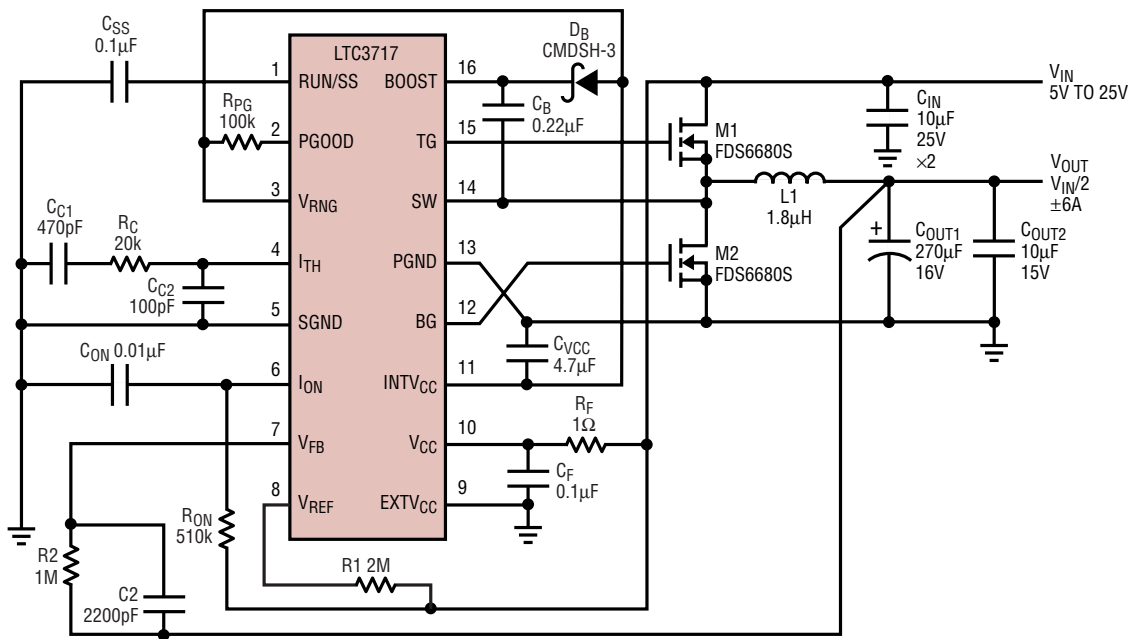 CSS
0.1µF
RPG
100k
CC1
470pF
RC
20k
CC2
100pF
CON 0.01µF
RON
510k
R2
1M
C2
2200pF
R1 2M
LTC3717
1
RUN/SS
2
PGOOD
3
VRNG
4
ITH
5
SGND
6
ION
7
VFB
8
VREF
BOOST
16
TG
15
SW
14
PGND
13
BG
12
INTVCC
11
VCC
10
EXTVCC
9
DB
CMDSH-3
CB
0.22µF
CVCC
4.7µF
RF
1Ω
CF
0.1µF
M1
FDS6680S
M2
FDS6680S
L1
1.8µH
VIN
5V TO 25V
CIN
10µF
25V
×2
VOUT
VIN/2
±6A
+
COUT1
270µF
16V
COUT2
10µF
15V